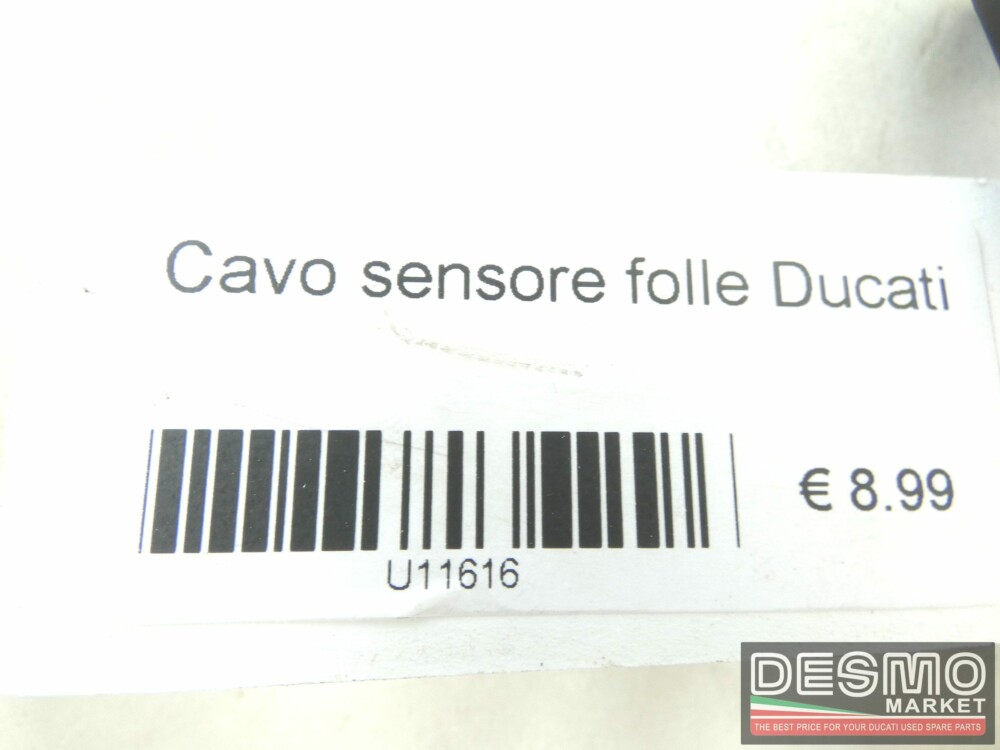 Cavo sensore folle Ducati
€ 8.99
U11616
DESMO
MARKET
THE BEST PRICE FOR YOUR DUCATI USED SPARE PARTS